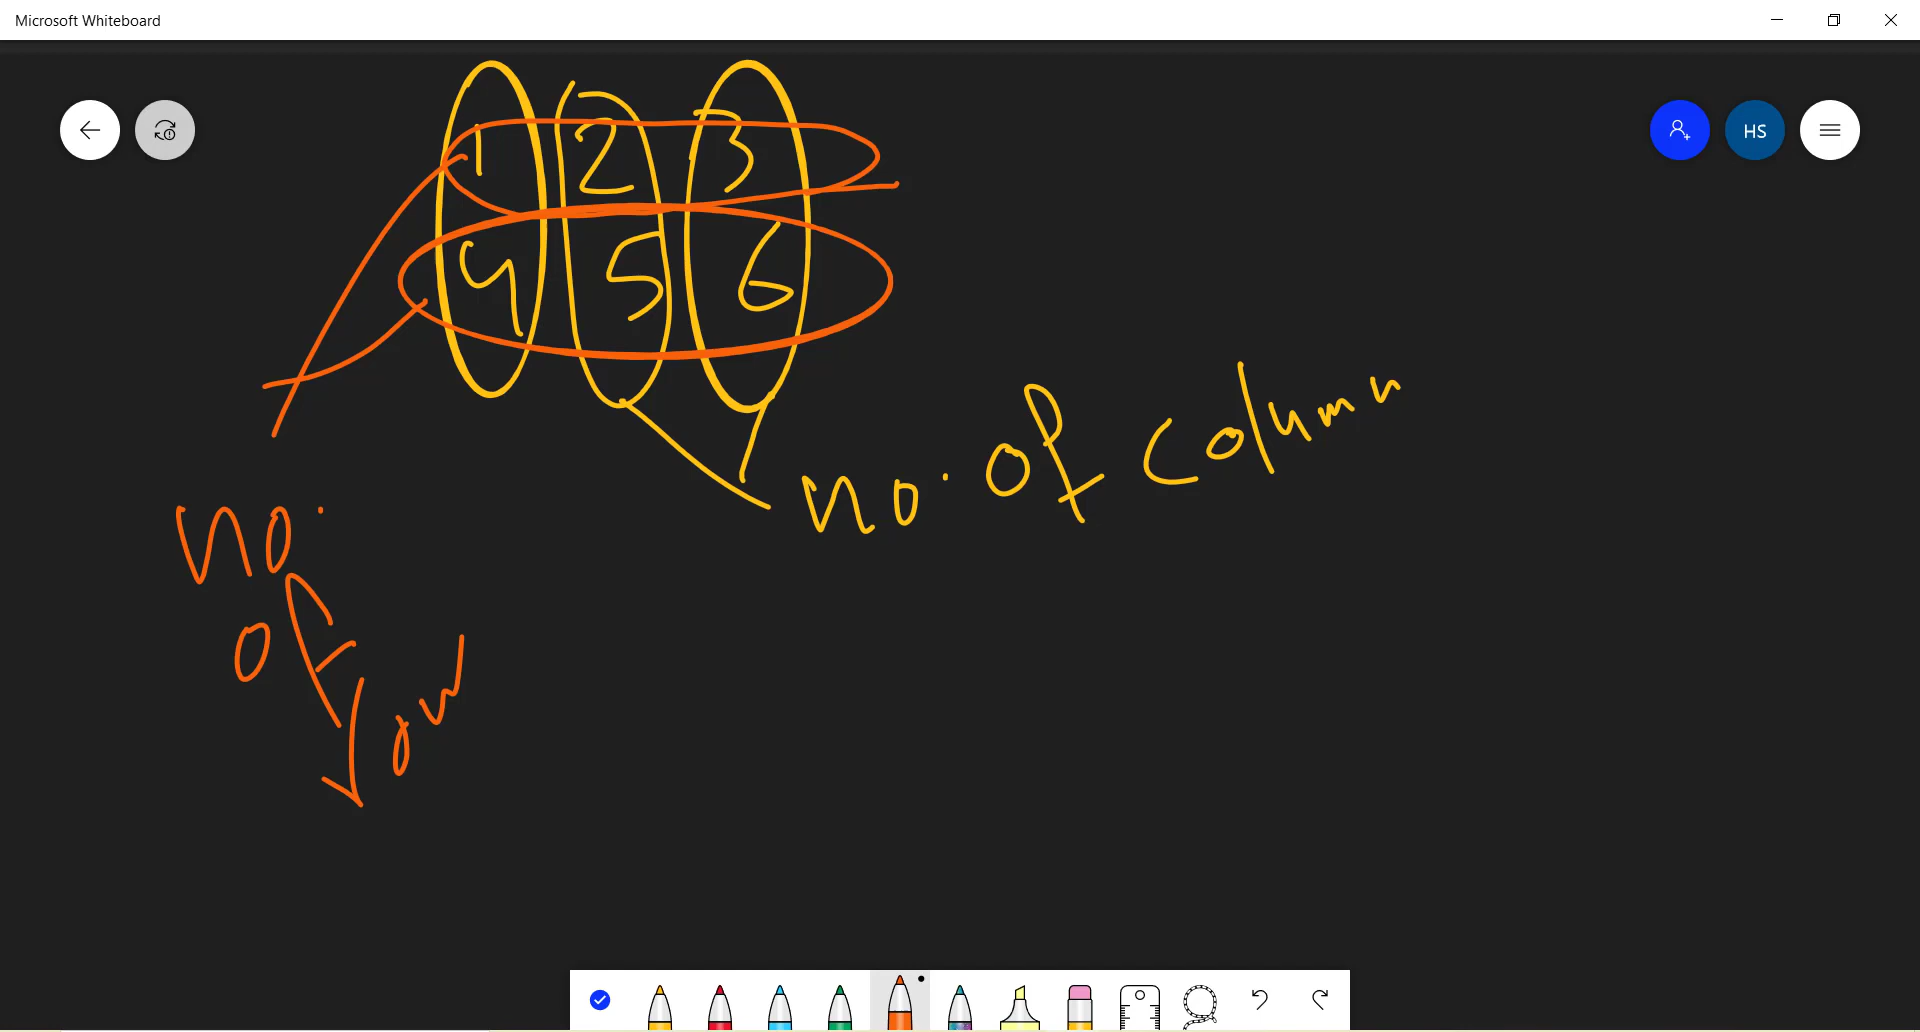 Microsoft Whiteboard
HS
1 2 3
4 5 6
no. of column
no.
of
row